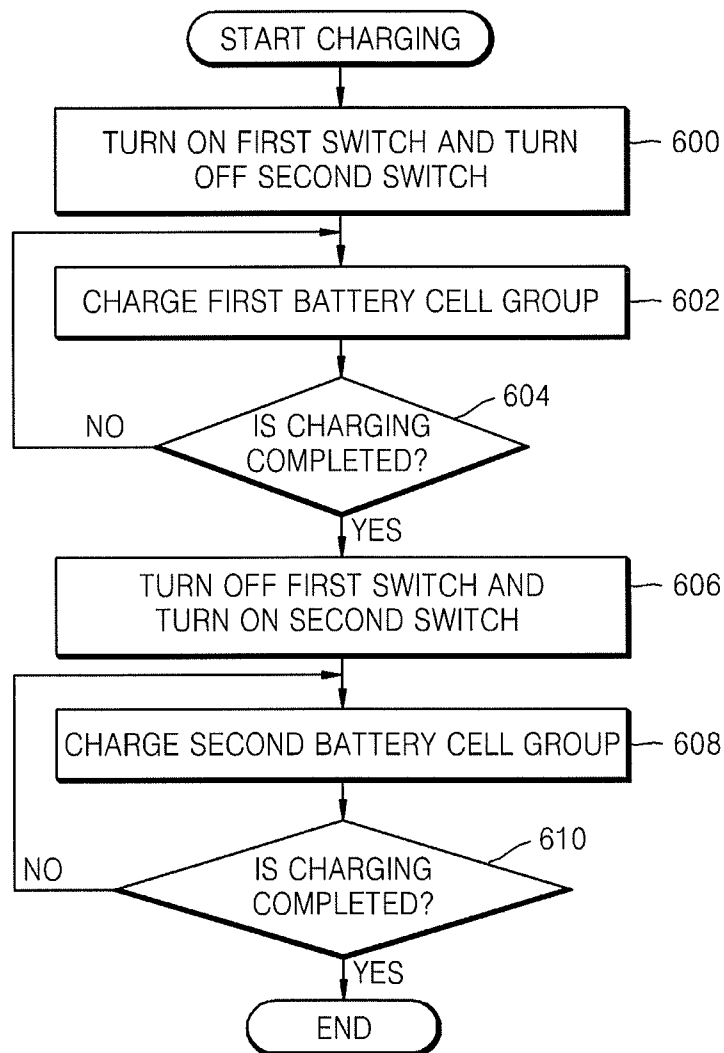 START CHARGING
TURN ON FIRST SWITCH AND TURN
OFF SECOND SWITCH
600
CHARGE FIRST BATTERY CELL GROUP
602
604
IS CHARGING
COMPLETED?
NO
YES
TURN OFF FIRST SWITCH AND
TURN ON SECOND SWITCH
606
CHARGE SECOND BATTERY CELL GROUP
608
610
IS CHARGING
COMPLETED?
NO
YES
END